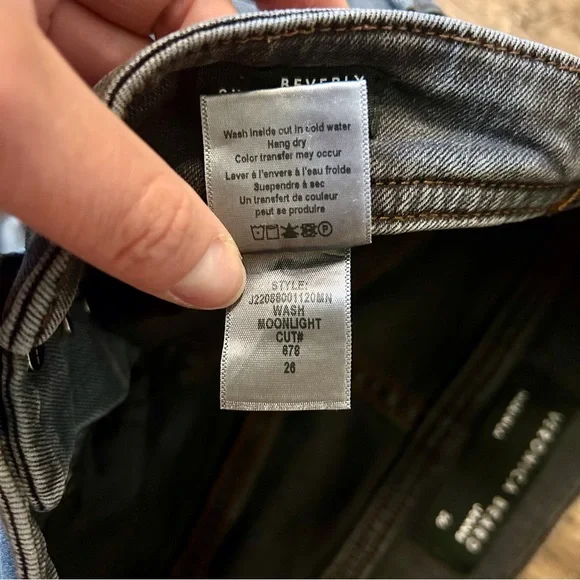 BEVERLY
Wash inside out in cold water
Hang dry
Color transfer may occur
Laver à l'envers à l'eau froide
Suspendre à sec
Un transfert de couleur
peut se produire
STYLE:
J22088001120MN
WASH
MOONLIGHT
CUT#
678
26
VERONICA BEARD